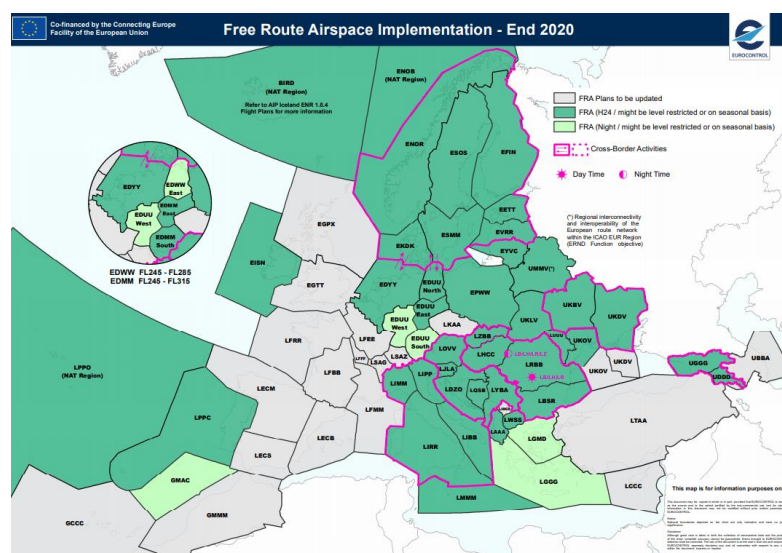 Co-financed by the Connecting Europe
Facility of the European Union
Free Route Airspace Implementation - End 2020
EUROCONTROL
BIRD
(NAT Region)
Refer to AIP Iceland ENR 1.8.4
Flight Plans for more information
ENOB
(NAT Region)
FRA Plans to be updated
FRA (H24 / might be level restricted or on seasonal basis)
FRA (Night / might be level restricted or on seasonal basis)
Cross-Border Activities
Day Time
Night Time
(*) Regional interconnectivity
and interoperability of the
European route network
within the ICAO EUR Region
(ERND Function objective)
EDYY
EDWW
East
EDUU
West
EDMM
East
EDMM
South
EDWW FL245 - FL285
EDMM FL245 - FL315
ENOR
ESOS
EFIN
EGPX
EETT
EKDK
ESMM
EVRR
EYVC
UMMV(*)
EISN
EGTT
EDYY
EDUU
North
EPWW
EDUU
East
UKLV
UKBV
UKDV
EDUU
West
LKAA
EDUU
South
LPPO
(NAT Region)
LFRR
LFEE
LFFF
LSAG
LSAZ
LOVV
LZBB
LHCC
LUUU
UKOV
UKOV
UKDV
LFBB
LECM
LFMM
LIMM
LIPP
LJLA
LDZO
LQSB
LYBA
LRBB
LBSR
UGGG
UDDD
UBBA
LPPC
LECS
LECB
LIRR
LIBB
LAAA
LWSS
LTAA
LGMD
LGGG
GMAC
LMMM
LCCC
GCCC
GMMM
This map is for information purposes on